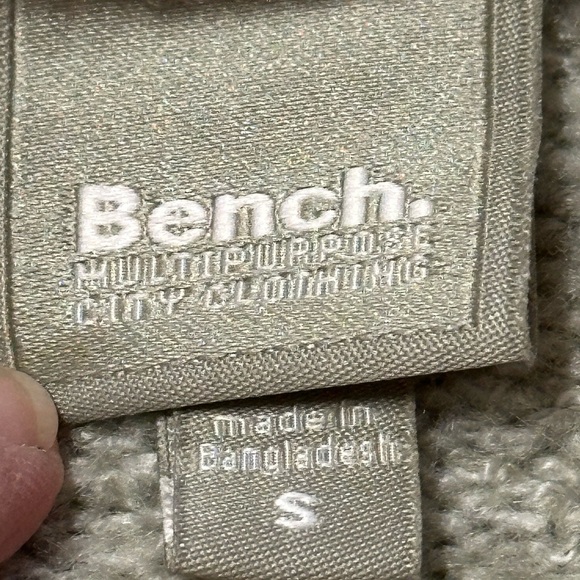 Bench.
MULTIPURPOSE
CITY CLOTHING
made in
Bangladesh
S